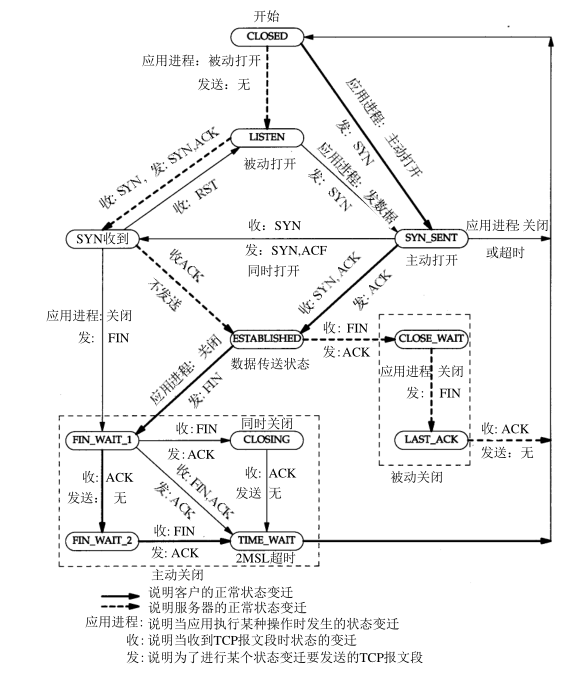 开始
CLOSED
应用进程：被动打开
发送：无
应用进程：主动打开
发：SYN
LISTEN
被动打开
收：SYN，发：SYN,ACK
收：RST
应用进程：发数据
发：SYN
SYN收到
收：SYN
发：SYN,ACF
同时打开
SYN_SENT
主动打开
应用进程:关闭
或超时
收ACK
不发送
收：SYN,ACK
发：ACK
应用进程：关闭
发：FIN
ESTABLISHED
数据传送状态
收：FIN
发:ACK
CLOSE_WAIT
应用进程：关闭
发：FIN
LAST_ACK
收：ACK
发送：无
被动关闭
应用进程：关闭
发：FIN
FIN_WAIT_1
收:FIN
发:ACK
同时关闭
CLOSING
收：ACK
发送：无
收：FIN,ACK
发：ACK
收：ACK
发送 无
FIN_WAIT_2
收：FIN
发：ACK
TIME_WAIT
2MSL超时
主动关闭
说明客户的正常状态变迁
说明服务器的正常状态变迁
应用进程:说明当应用执行某种操作时发生的状态变迁
收:说明当收到TCP报文段时状态的变迁
发:说明为了进行某个状态变迁要发送的TCP报文段